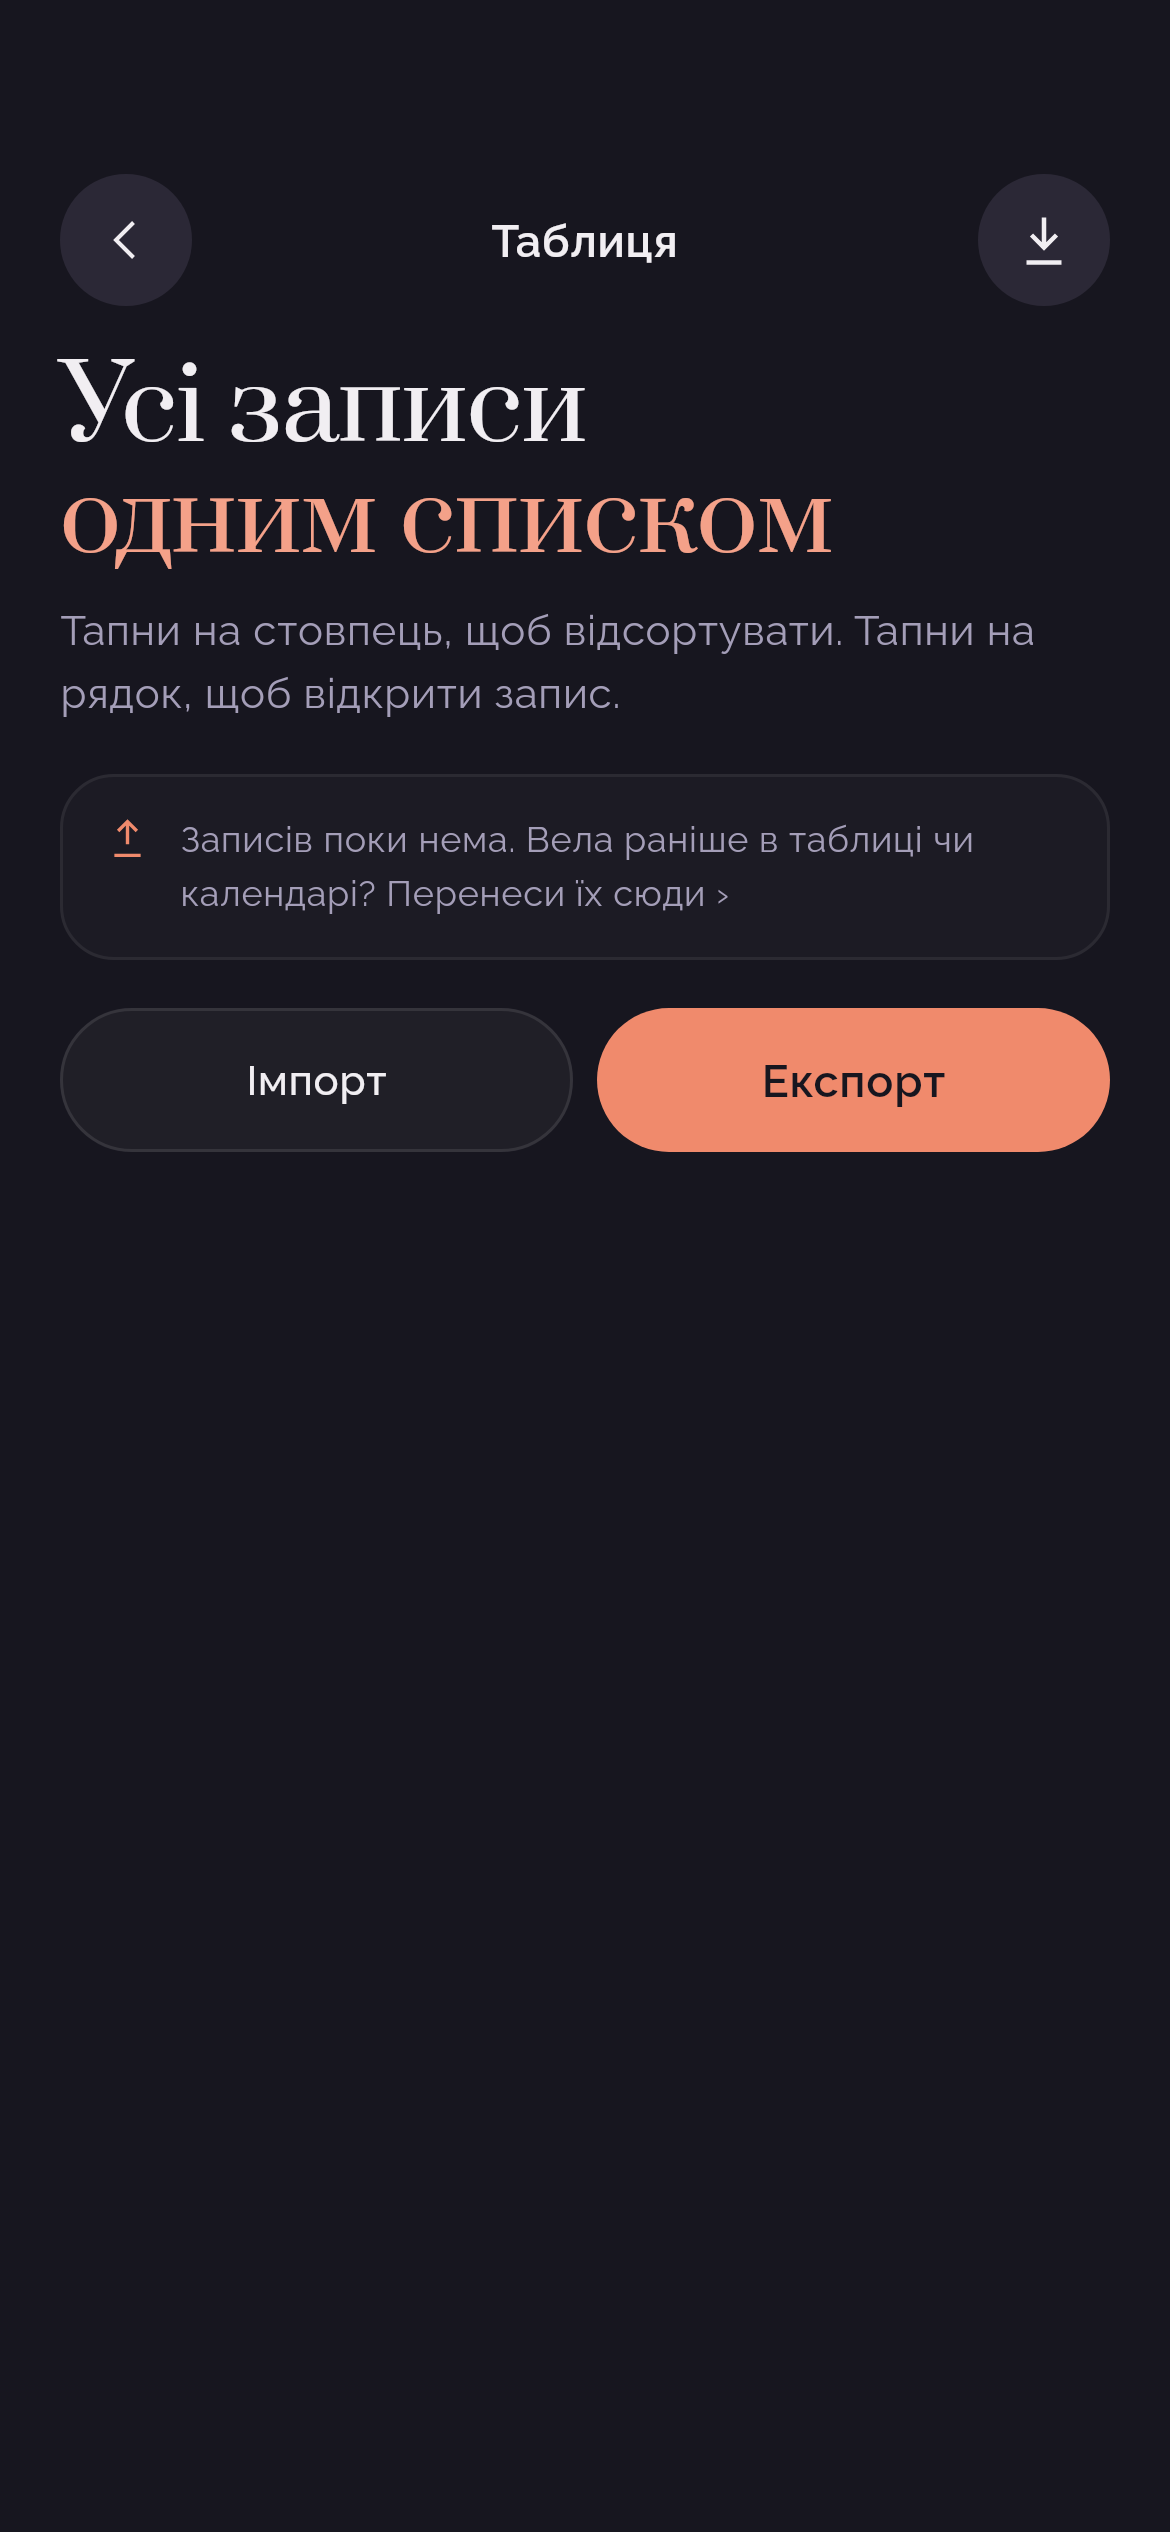 Таблиця
Усі записи
одним списком
Тапни на стовпець, щоб відсортувати. Тапни на
рядок, щоб відкрити запис.
Записів поки нема. Вела раніше в таблиці чи
календарі? Перенеси їх сюди ›
Імпорт
Експорт